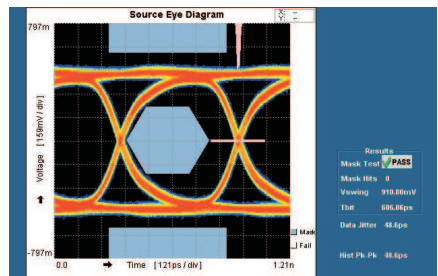 Source Eye Diagram
X:
Y:
797m
Voltage [159mV / div]
-797m
0.0
Time [121ps / div]
1.21n
Mask
Fail
Results
Mask Test PASS
Mask Hits 0
Vswing 910.80mV
Tbit 606.06ps
Data Jitter 48.6ps
Hist Pk-Pk 48.6ps